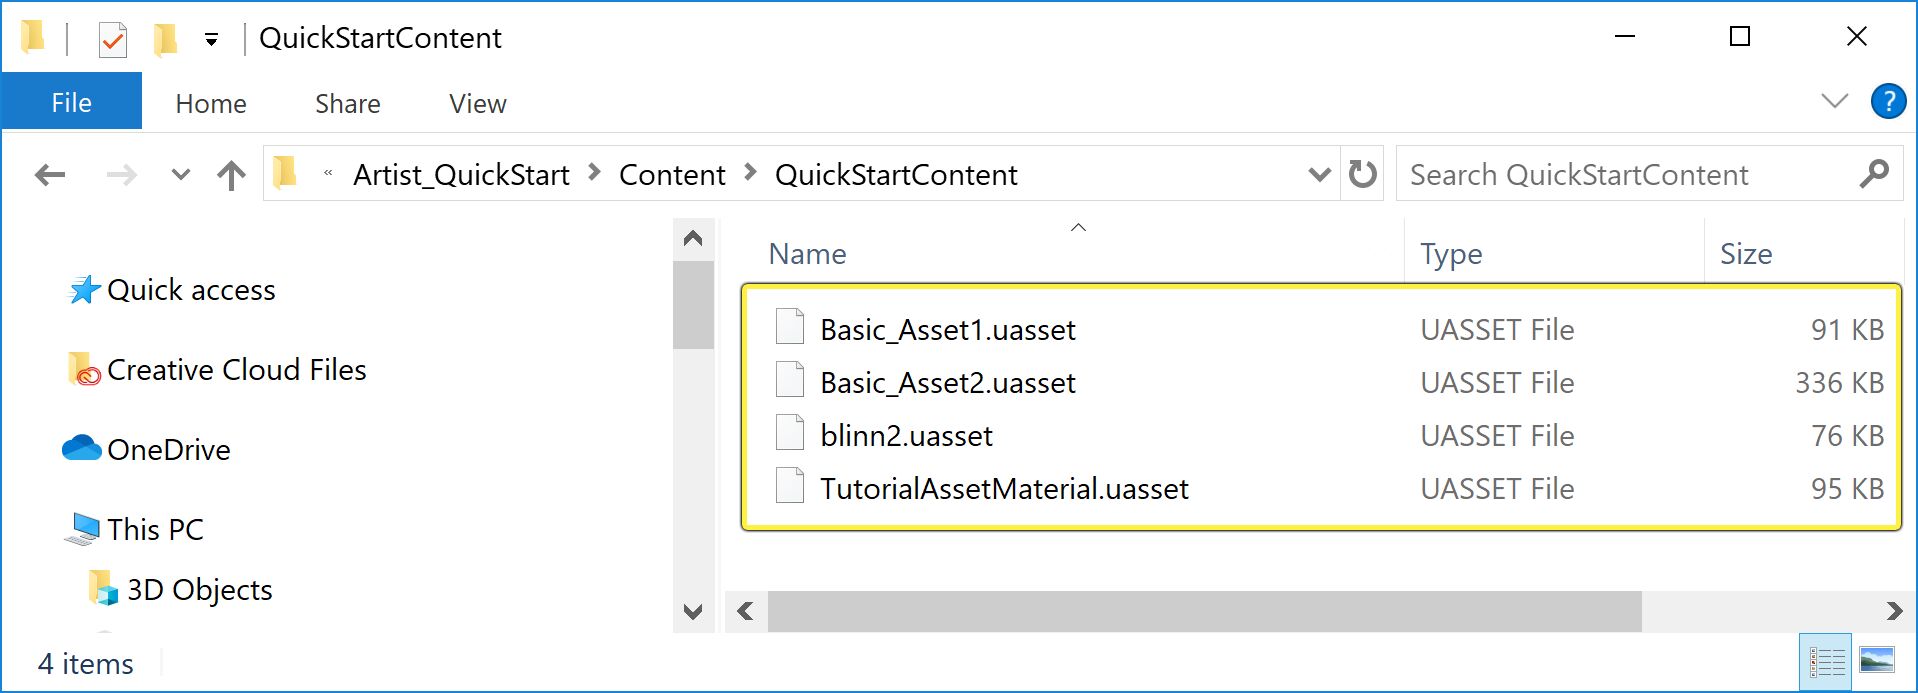 QuickStartContent
File Home Share View
?
« Artist_QuickStart > Content > QuickStartContent Search QuickStartContent
Name Type Size
Quick access
Creative Cloud Files
OneDrive
This PC
3D Objects
Basic_Asset1.uasset UASSET File 91 KB
Basic_Asset2.uasset UASSET File 336 KB
blinn2.uasset UASSET File 76 KB
TutorialAssetMaterial.uasset UASSET File 95 KB
4 items